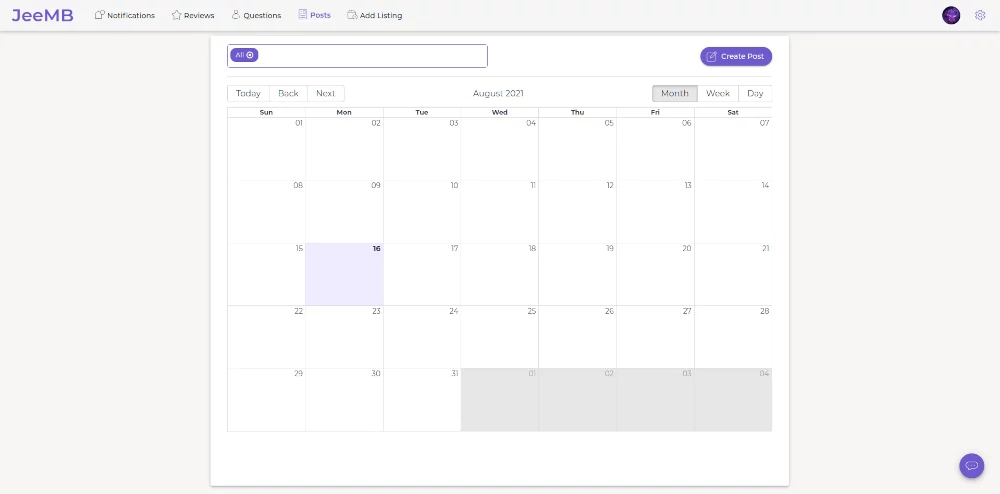 JeeMB Notifications Reviews Questions Posts Add Listing
All Create Post
Today Back Next August 2021 Month Week Day
Sun Mon Tue Wed Thu Fri Sat
01 02 03 04 05 06 07
08 09 10 11 12 13 14
15 16 17 18 19 20 21
22 23 24 25 26 27 28
29 30 31 01 02 03 04